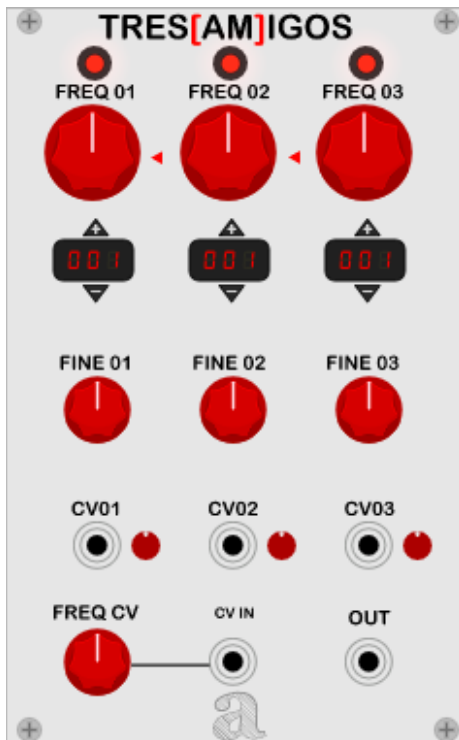 TRES[AM]IGOS
FREQ 01 FREQ 02 FREQ 03
+ + +
001 001 001
− − −
FINE 01 FINE 02 FINE 03
CV01 CV02 CV03
FREQ CV CV IN OUT
a